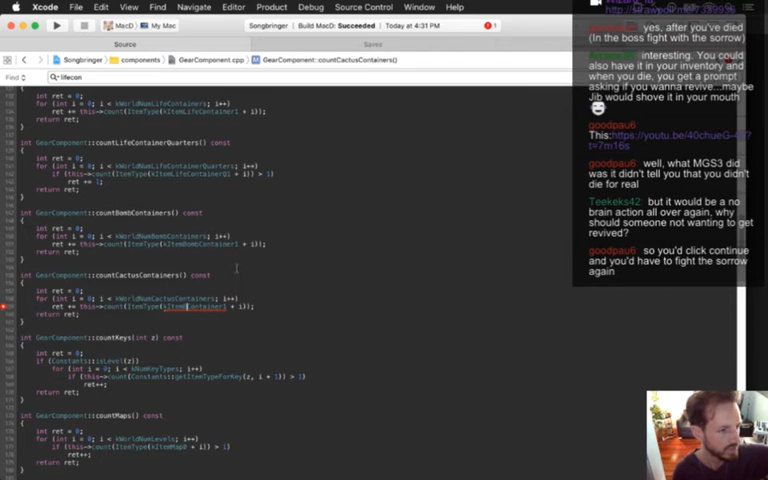 Xcode File Edit View Find Navigate Editor Product Debug Source Control Window Help
MacD My Mac Songbringer Build MacD: Succeeded Today at 4:31 PM 1
Source Saves
Songbringer components GearComponent.cpp countCactusContainers()
Find lifecon
int ret = 0;
for (int i = 0; i < kWorldNumLifeContainers; i++)
ret += this->count(ItemType(kItemLifeContainer1 + i));
return ret;
}
int GearComponent::countLifeContainerQuarters() const
{
int ret = 0;
for (int i = 0; i < kWorldNumLifeContainerQuarters; i++)
if (this->count(ItemType(kItemLifeContainerQ1 + i)) > 1)
ret += 1;
return ret;
}
int GearComponent::countBombContainers() const
{
int ret = 0;
for (int i = 0; i < kWorldNumBombContainers; i++)
ret += this->count(ItemType(kItemBombContainer1 + i));
return ret;
}
int GearComponent::countCactusContainers() const
{
int ret = 0;
for (int i = 0; i < kWorldNumCactusContainers; i++)
ret += this->count(ItemType(
+ i));
return ret;
}
int GearComponent::countKeys(int z) const
{
int ret = 0;
if (Constants::isLevel(z))
for (int i = 0; i < kNumKeyTypes; i++)
if (this->count(Constants::getItemTypeForKey(z, i + 1)) > 1)
ret++;
return ret;
}
int GearComponent::countMaps() const
{
int ret = 0;
for (int i = 0; i < kWorldNumLevels; i++)
if (this->count(ItemType(kItemMap0 + i)) > 1)
ret++;
return ret;
}
yes, after you've died
(In the boss fight with the sorrow)
interesting. You could
also have it in your inventory and
when you die, you get a prompt
asking if you wanna revive...maybe
Jib would shove it in your mouth
goodpau6:
This:https://youtu.be/40chueG-
t=7m16s
goodpau6: well, what MGS3 did
was it didn't tell you that you didn't
die for real
Teekeks42: but it would be a no
brain action all over again, why
should someone not wanting to get
revived?
goodpau6: so you'd click continue
and you'd have to fight the sorrow
again